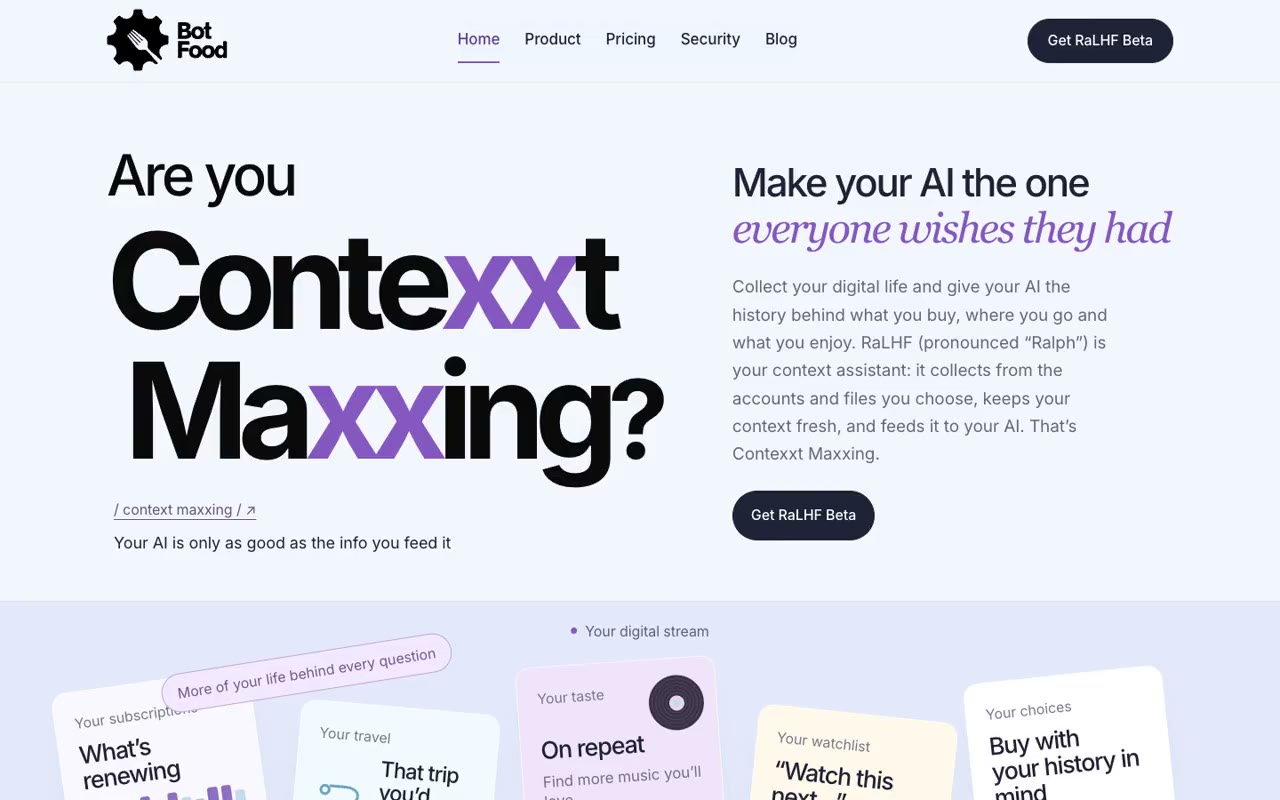 Bot
Food
Home
Product
Pricing
Security
Blog
Get RaLHF Beta
Are you
Contexxt
Maxxing?
/ context maxxing / ↗
Your AI is only as good as the info you feed it
Make your AI the one
everyone wishes they had
Collect your digital life and give your AI the
history behind what you buy, where you go and
what you enjoy. RaLHF (pronounced “Ralph”) is
your context assistant: it collects from the
accounts and files you choose, keeps your
context fresh, and feeds it to your AI. That’s
Contexxt Maxxing.
Get RaLHF Beta
Your digital stream
More of your life behind every question
Your subscriptions
What’s
renewing
Your travel
That trip
you’d
Your taste
On repeat
Find more music you’ll
love
Your watchlist
“Watch this
next…”
Your choices
Buy with
your history in
mind